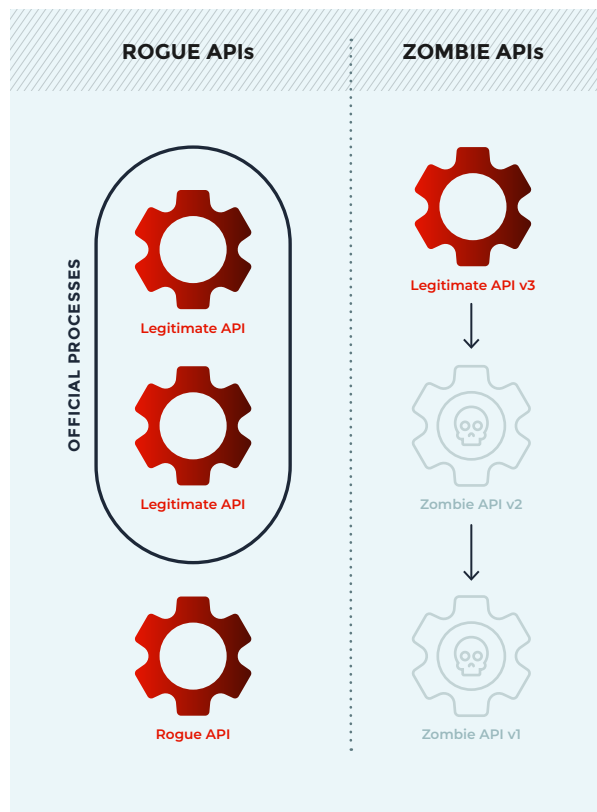 ROGUE APIs
OFFICIAL PROCESSES
Legitimate API
Legitimate API
Rogue API
ZOMBIE APIs
Legitimate API v3
Zombie API v2
Zombie API v1